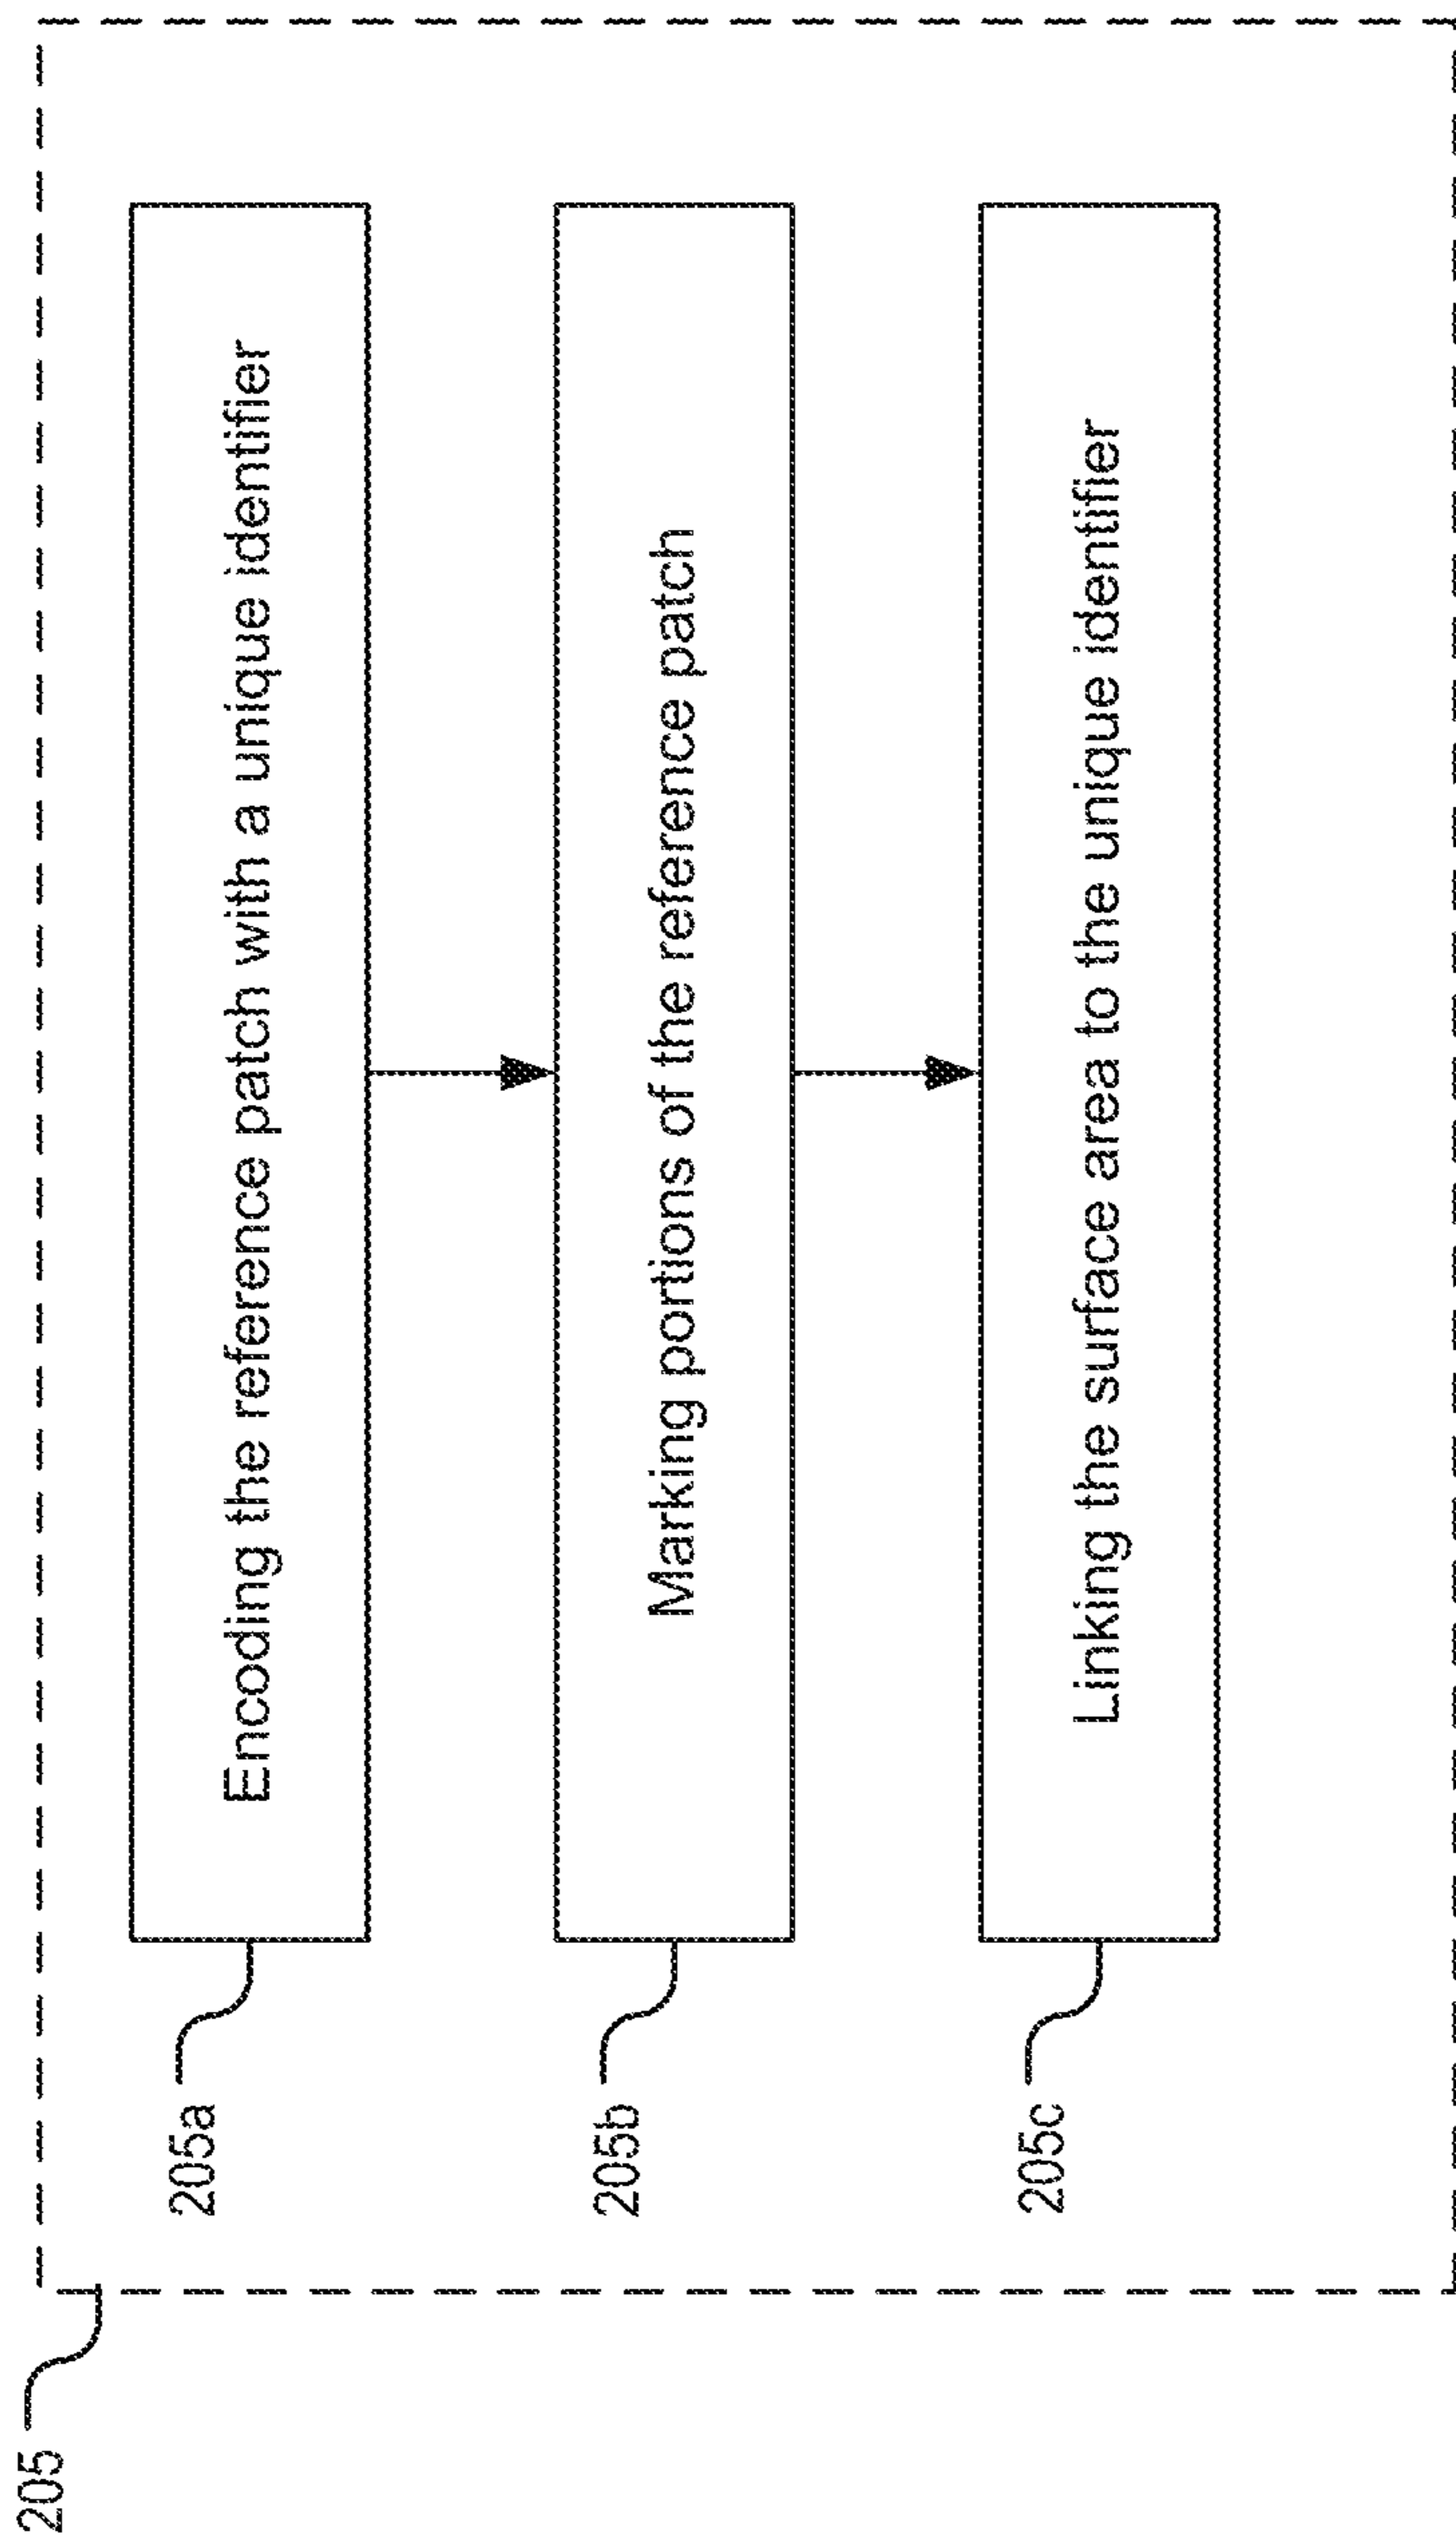 205
205a
Encoding the reference patch with a unique identifier
205b
Marking portions of the reference patch
205c
Linking the surface area to the unique identifier